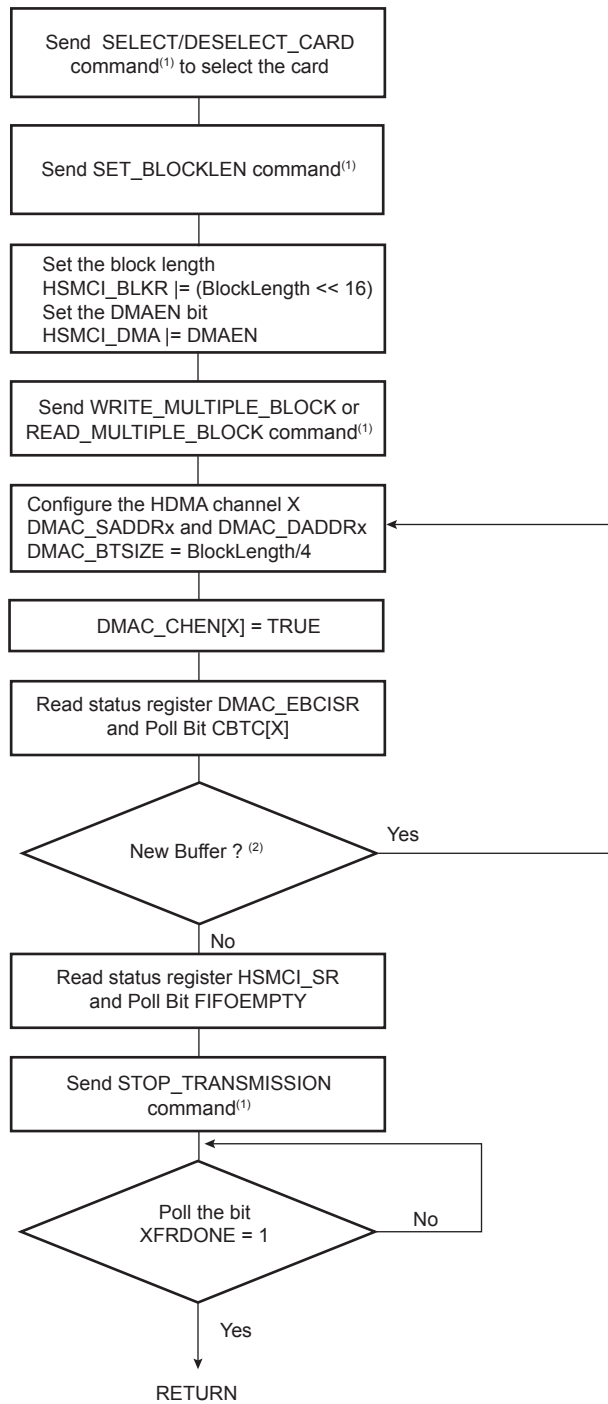 Send SELECT/DESELECT_CARD
command(1) to select the card
Send SET_BLOCKLEN command(1)
Set the block length
HSMCI_BLKR |= (BlockLength << 16)
Set the DMAEN bit
HSMCI_DMA |= DMAEN
Send WRITE_MULTIPLE_BLOCK or
READ_MULTIPLE_BLOCK command(1)
Configure the HDMA channel X
DMAC_SADDRx and DMAC_DADDRx
DMAC_BTSIZE = BlockLength/4
DMAC_CHEN[X] = TRUE
Read status register DMAC_EBCISR
and Poll Bit CBTC[X]
New Buffer ? (2)
Yes
No
Read status register HSMCI_SR
and Poll Bit FIFOEMPTY
Send STOP_TRANSMISSION
command(1)
Poll the bit
XFRDONE = 1
No
Yes
RETURN